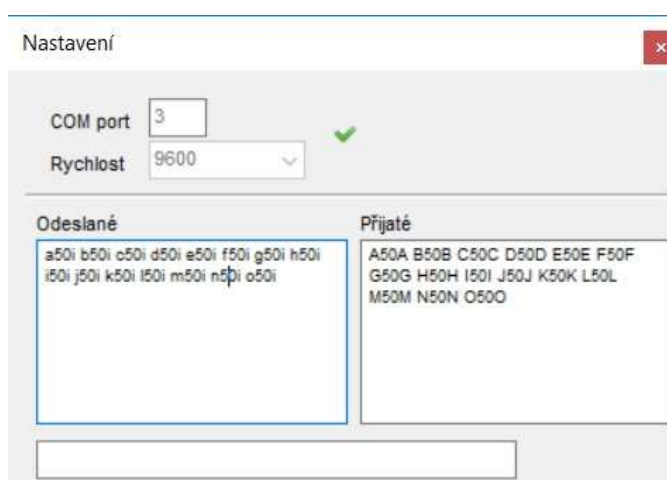 Nastavení
COM port 3
Rychlost 9600
Odeslané
a50i b50i c50i d50i e50i f50i g50i h50i
i50i j50i k50i l50i m50i n50i o50i
Přijaté
A50A B50B C50C D50D E50E F50F
G50G H50H I50I J50J K50K L50L
M50M N50N O50O